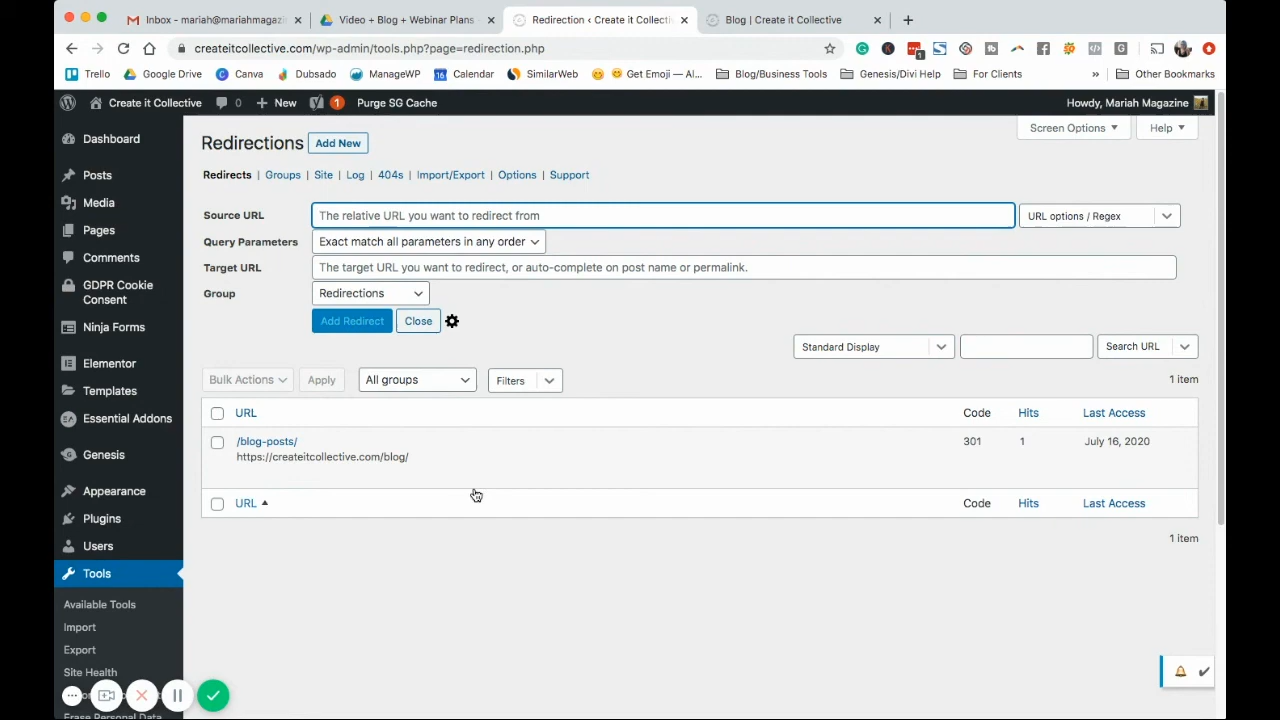 Inbox - mariah@mariahmagazi
Video + Blog + Webinar Plans
Redirection ‹ Create it Collecti
Blog | Create it Collective
createitcollective.com/wp-admin/tools.php?page=redirection.php
Trello
Google Drive
Canva
Dubsado
ManageWP
Calendar
SimilarWeb
Get Emoji — Al...
Blog/Business Tools
Genesis/Divi Help
For Clients
»
Other Bookmarks
Create it Collective
0
New
1
Purge SG Cache
Howdy, Mariah Magazine
Dashboard
Posts
Media
Pages
Comments
GDPR Cookie
Consent
Ninja Forms
Elementor
Templates
Essential Addons
Genesis
Appearance
Plugins
Users
Tools
Available Tools
Import
Export
Site Health
Erase Personal Data
Screen Options
Help
Redirections
Add New
Redirects | Groups | Site | Log | 404s | Import/Export | Options | Support
Source URL
The relative URL you want to redirect from
URL options / Regex
Query Parameters
Exact match all parameters in any order
Target URL
The target URL you want to redirect, or auto-complete on post name or permalink.
Group
Redirections
Add Redirect
Close
Standard Display
Search URL
Bulk Actions
Apply
All groups
Filters
1 item
URL
Code
Hits
Last Access
/blog-posts/
https://createitcollective.com/blog/
301
1
July 16, 2020
URL
Code
Hits
Last Access
1 item